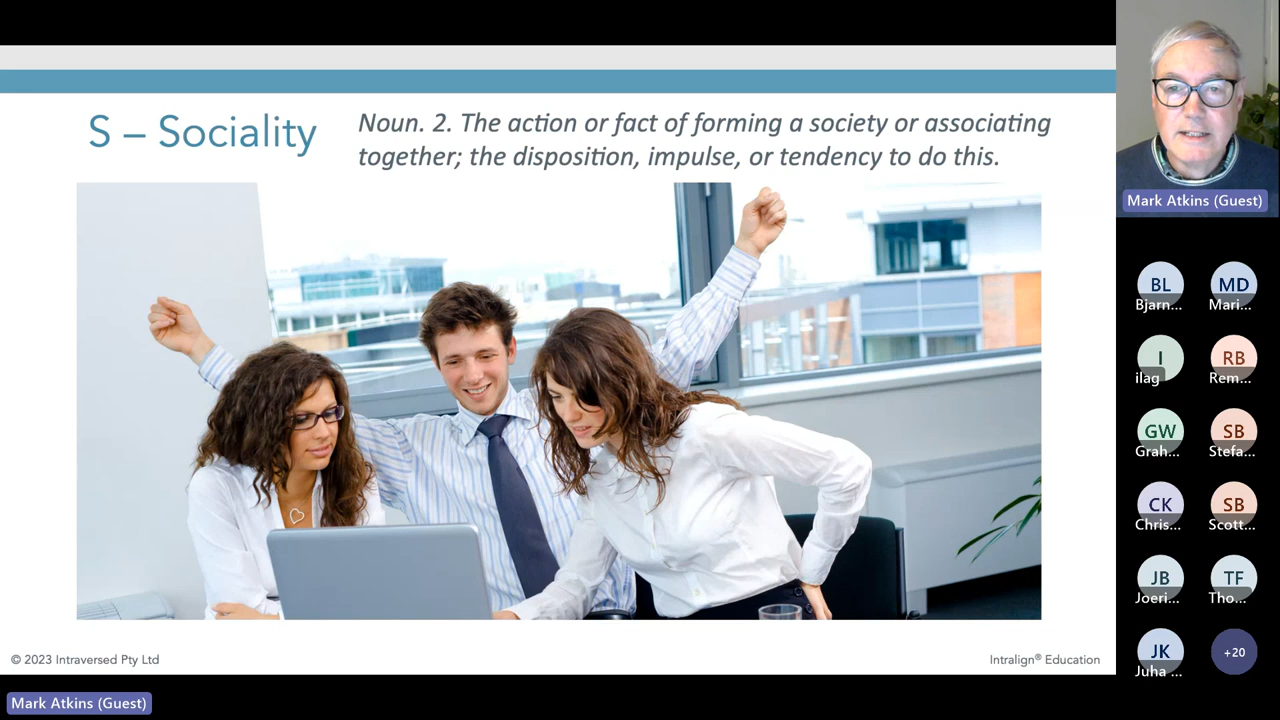 S – Sociality
Noun. 2. The action or fact of forming a society or associating
together; the disposition, impulse, or tendency to do this.
© 2023 Intraversed Pty Ltd
Intralign® Education
Mark Atkins (Guest)
Mark Atkins (Guest)
BL
Bjarn...
MD
Mari...
I
ilag
RB
Rem...
GW
Grah...
SB
Stefa...
CK
Chris...
SB
Scott...
JB
Joeri...
TF
Tho...
JK
Juha ...
+20